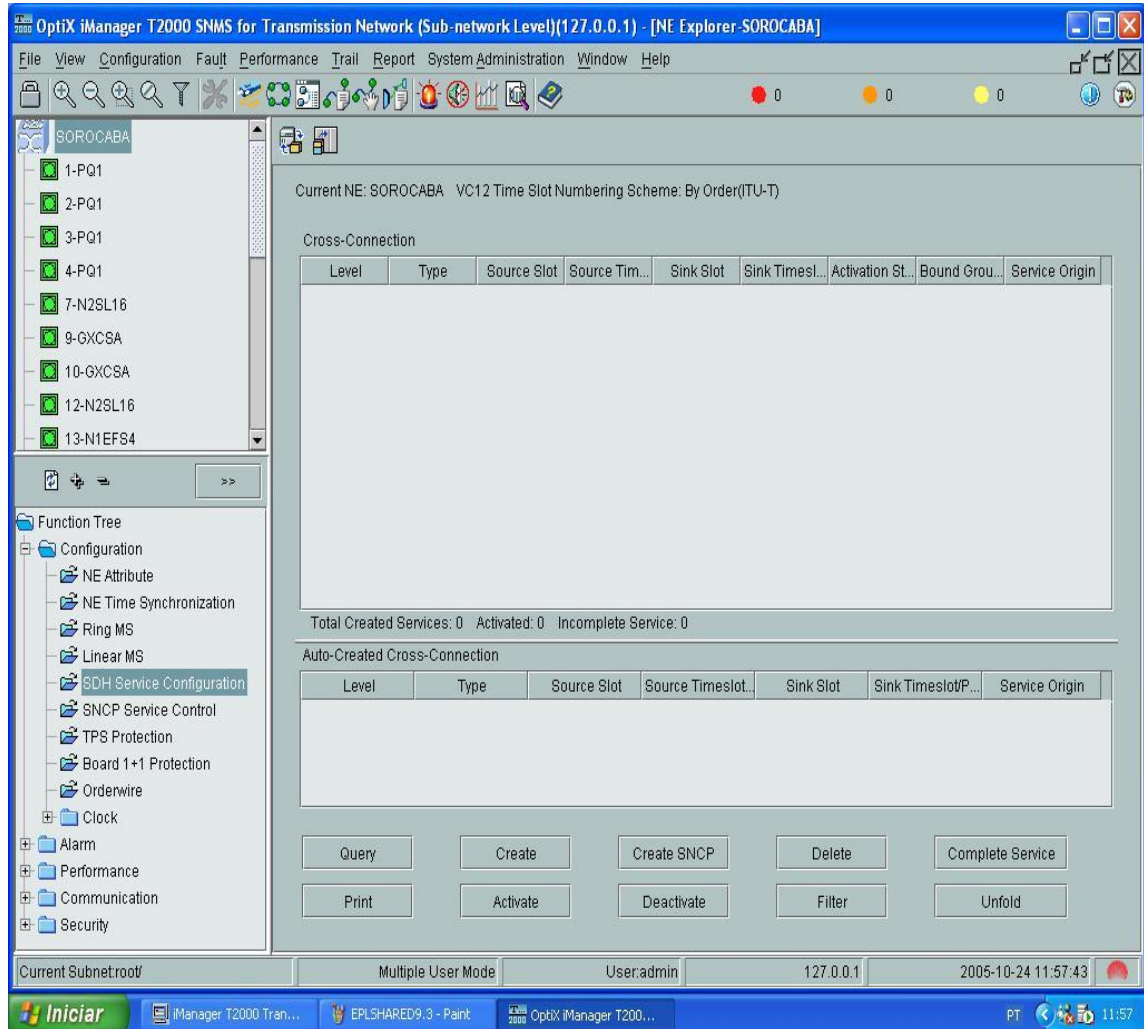 OptiX iManager T2000 SNMS for Transmission Network (Sub-network Level)(127.0.0.1) - [NE Explorer-SOROCABA]
File View Configuration Fault Performance Trail Report System Administration Window Help
0 0 0
SOROCABA
1-PQ1
2-PQ1
3-PQ1
4-PQ1
7-N2SL16
9-GXCSA
10-GXCSA
12-N2SL16
13-N1EFS4
>>
Function Tree
Configuration
NE Attribute
NE Time Synchronization
Ring MS
Linear MS
SDH Service Configuration
SNCP Service Control
TPS Protection
Board 1+1 Protection
Orderwire
Clock
Alarm
Performance
Communication
Security
Current NE: SOROCABA VC12 Time Slot Numbering Scheme: By Order(ITU-T)
Cross-Connection
Level Type Source Slot Source Tim... Sink Slot Sink Timesl... Activation St... Bound Grou... Service Origin
Total Created Services: 0 Activated: 0 Incomplete Service: 0
Auto-Created Cross-Connection
Level Type Source Slot Source Timeslot... Sink Slot Sink Timeslot/P... Service Origin
Query Create Create SNCP Delete Complete Service
Print Activate Deactivate Filter Unfold
Current Subnet:root/ Multiple User Mode User:admin 127.0.0.1 2005-10-24 11:57:43
Iniciar iManager T2000 Tran... EPLSHARED9.3 - Paint OptiX iManager T200... PT 11:57